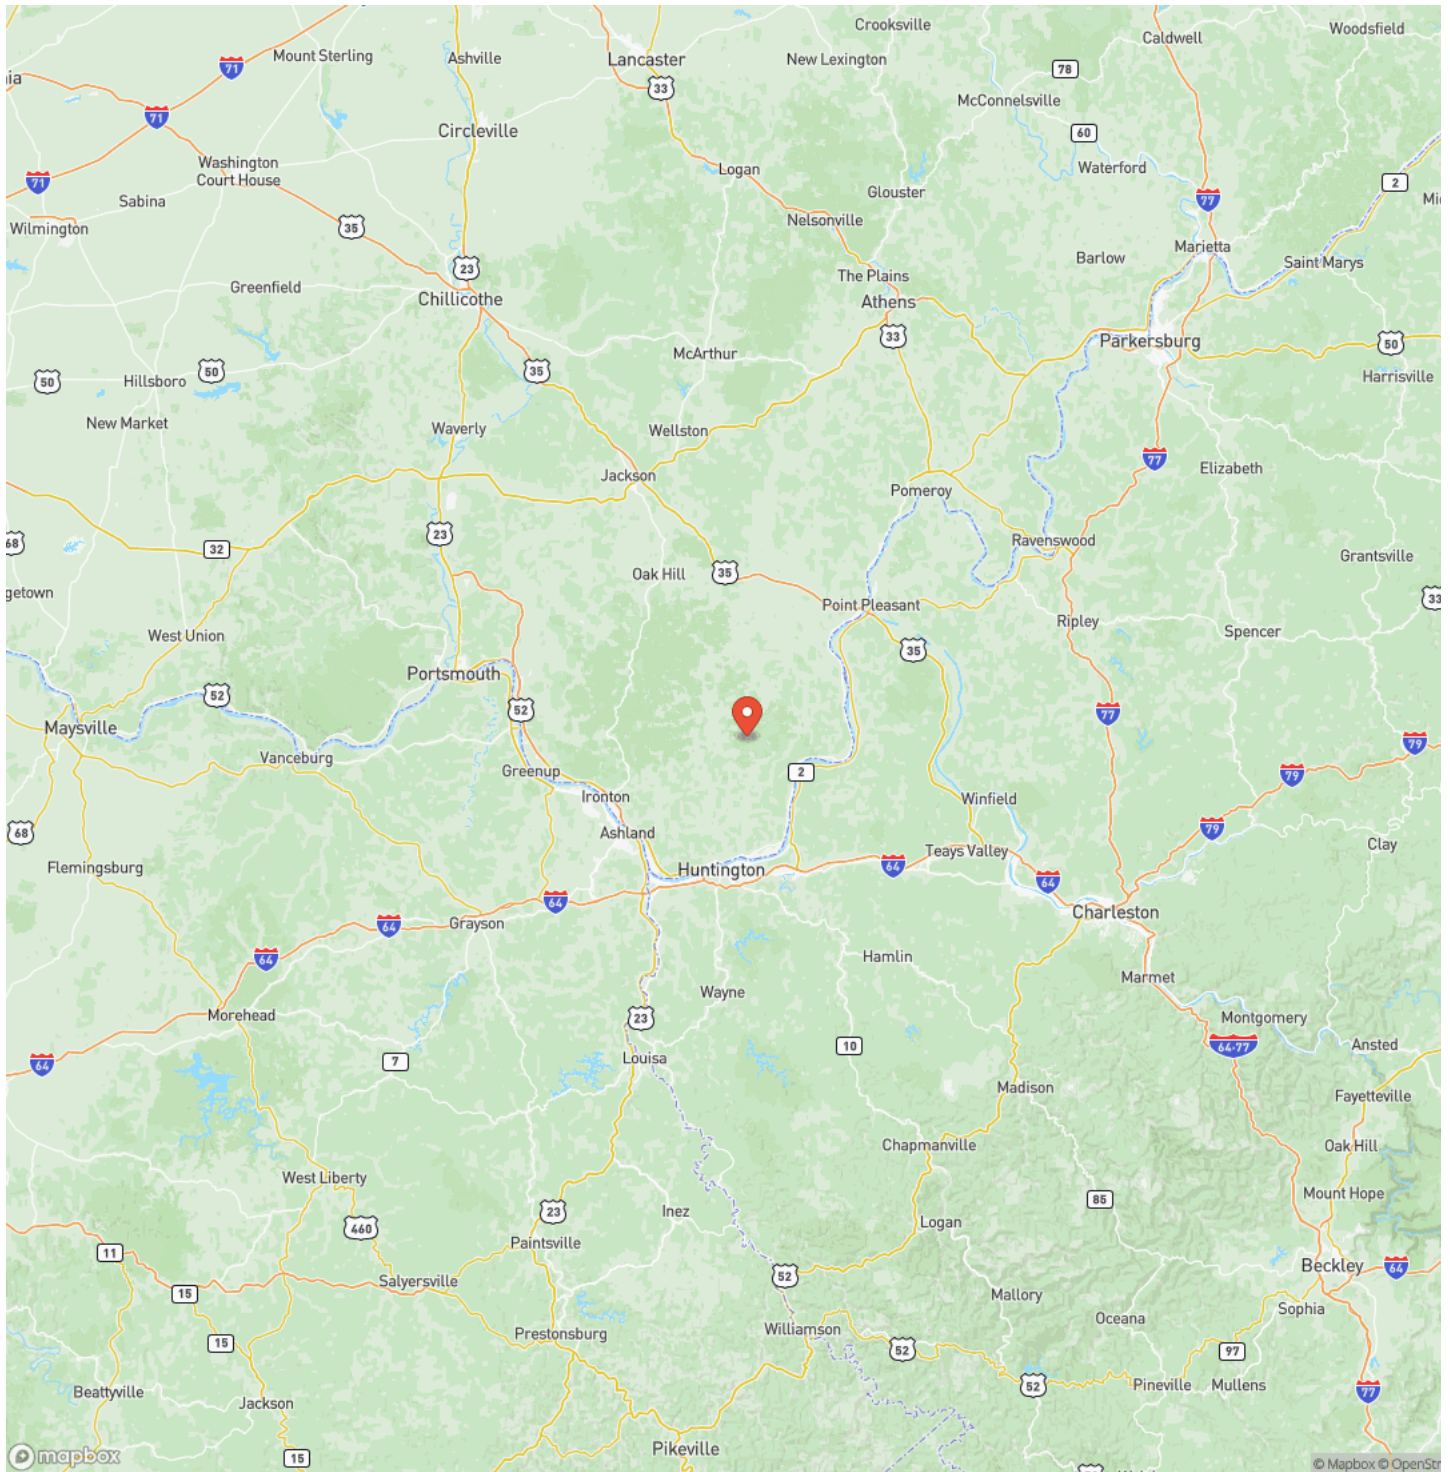 Crooksville
Woodsfield
Caldwell
Mount Sterling
Ashville
Lancaster
New Lexington
71
78
33
ia
McConnelsville
71
Circleville
60
Washington
Court House
Logan
Waterford
71
Sabina
Glouster
2
77
Mi
Wilmington
35
Nelsonville
Marietta
Barlow
Saint Marys
23
The Plains
Greenfield
Chillicothe
Athens
33
Parkersburg
50
McArthur
35
50
50
Hillsboro
Harrisville
New Market
Waverly
Wellston
77
Elizabeth
Jackson
Pomeroy
23
68
32
Ravenswood
Grantsville
Oak Hill
35
getown
33
Point Pleasant
Ripley
West Union
Spencer
35
Portsmouth
52
52
77
Maysville
79
Vanceburg
Greenup
2
79
Ironton
Winfield
68
Ashland
79
Clay
Teays Valley
Flemingsburg
Huntington
64
64
64
Charleston
64
Grayson
64
Hamlin
Marmet
Wayne
Morehead
23
Montgomery
64-77
Ansted
10
64
7
Louisa
Madison
Fayetteville
Chapmanville
Oak Hill
West Liberty
Mount Hope
85
23
Inez
Logan
460
Paintsville
11
Beckley
64
52
Salyersville
15
Mallory
Sophia
Oceana
Williamson
Prestonsburg
15
52
97
52
Pineville
Mullens
77
Beattyville
Jackson
Pikeville
15
mapbox
© Mapbox © OpenStr